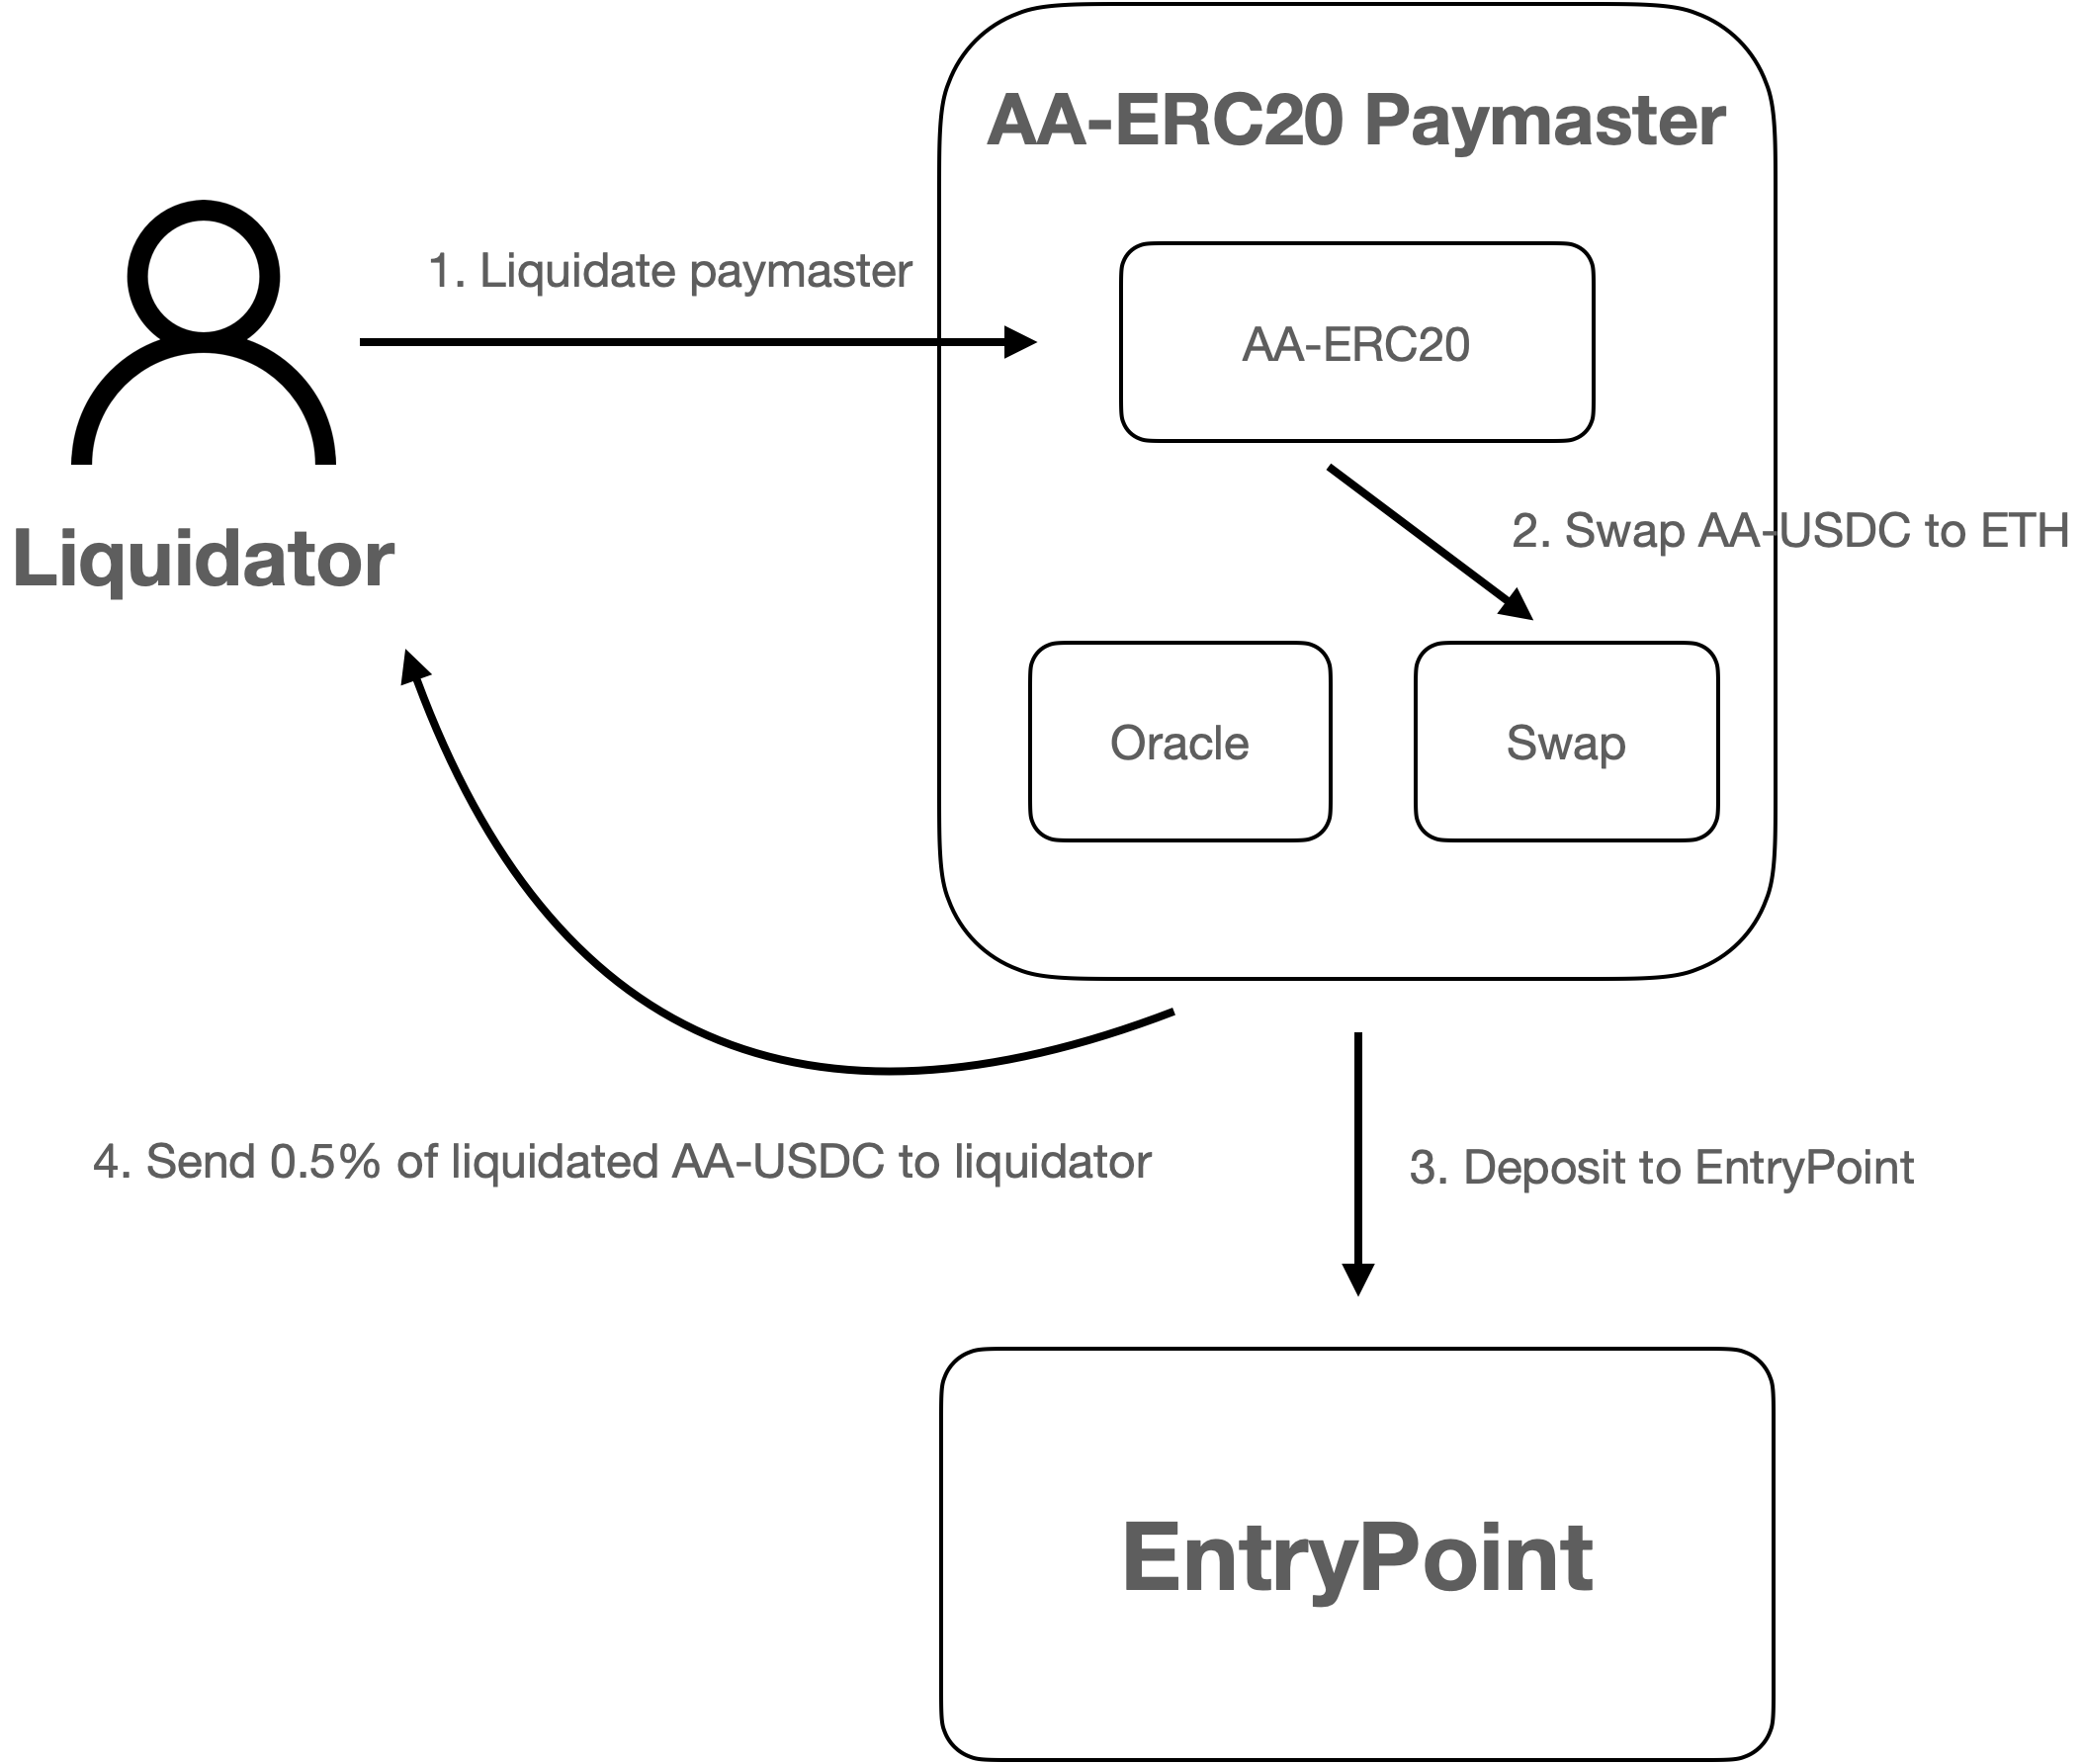 AA-ERC20 Paymaster
1. Liquidate paymaster
AA-ERC20
Liquidator
2. Swap AA-USDC to ETH
Oracle
Swap
4. Send 0.5% of liquidated AA-USDC to liquidator
3. Deposit to EntryPoint
EntryPoint